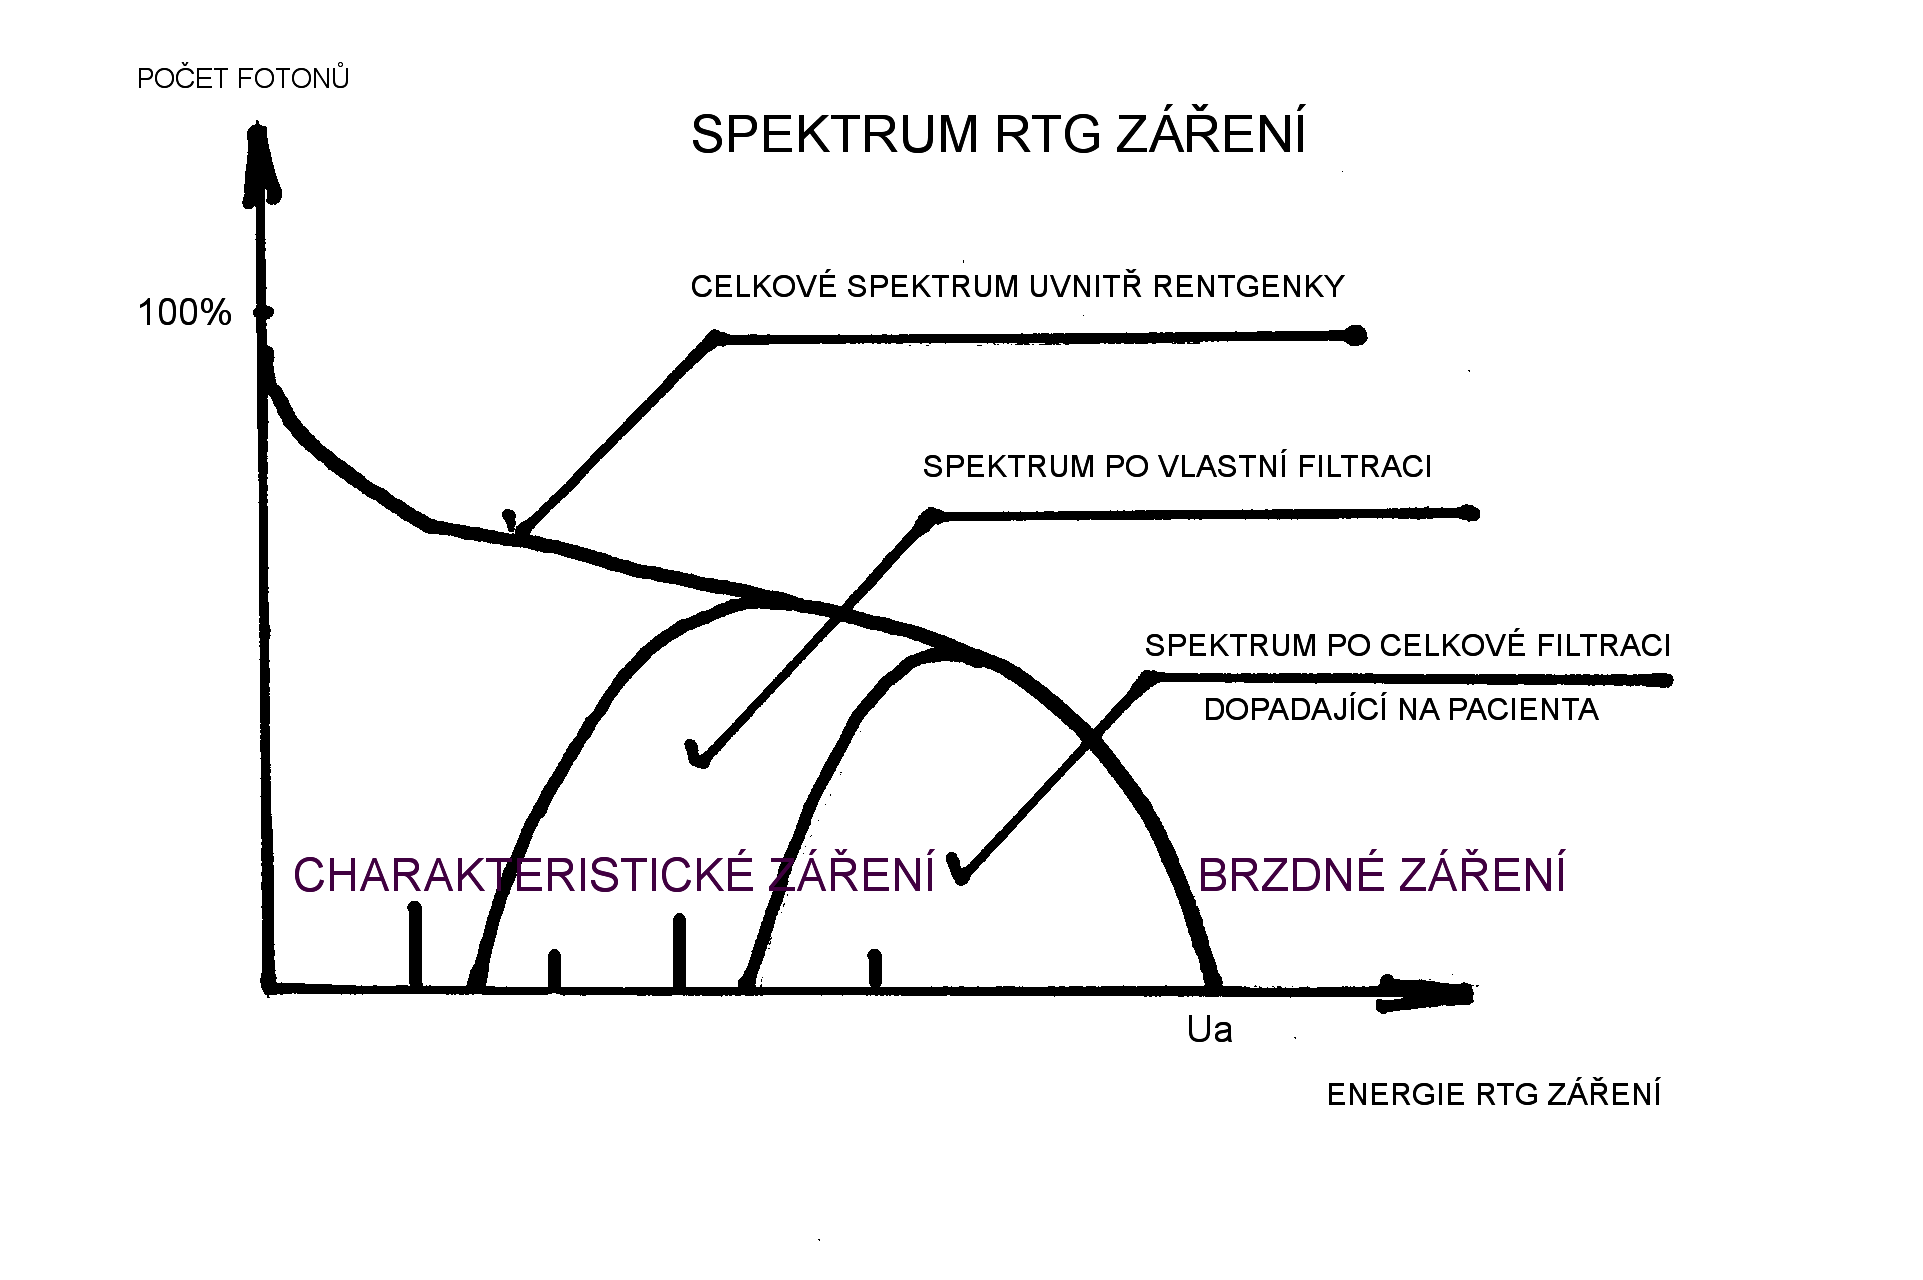 POČET FOTONŮ
SPEKTRUM RTG ZÁŘENÍ
CELKOVÉ SPEKTRUM UVNITŘ RENTGENKY
100%
SPEKTRUM PO VLASTNÍ FILTRACI
SPEKTRUM PO CELKOVÉ FILTRACI
DOPADAJÍCÍ NA PACIENTA
CHARAKTERISTICKÉ ZÁŘENÍ
BRZDNÉ ZÁŘENÍ
Ua
ENERGIE RTG ZÁŘENÍ